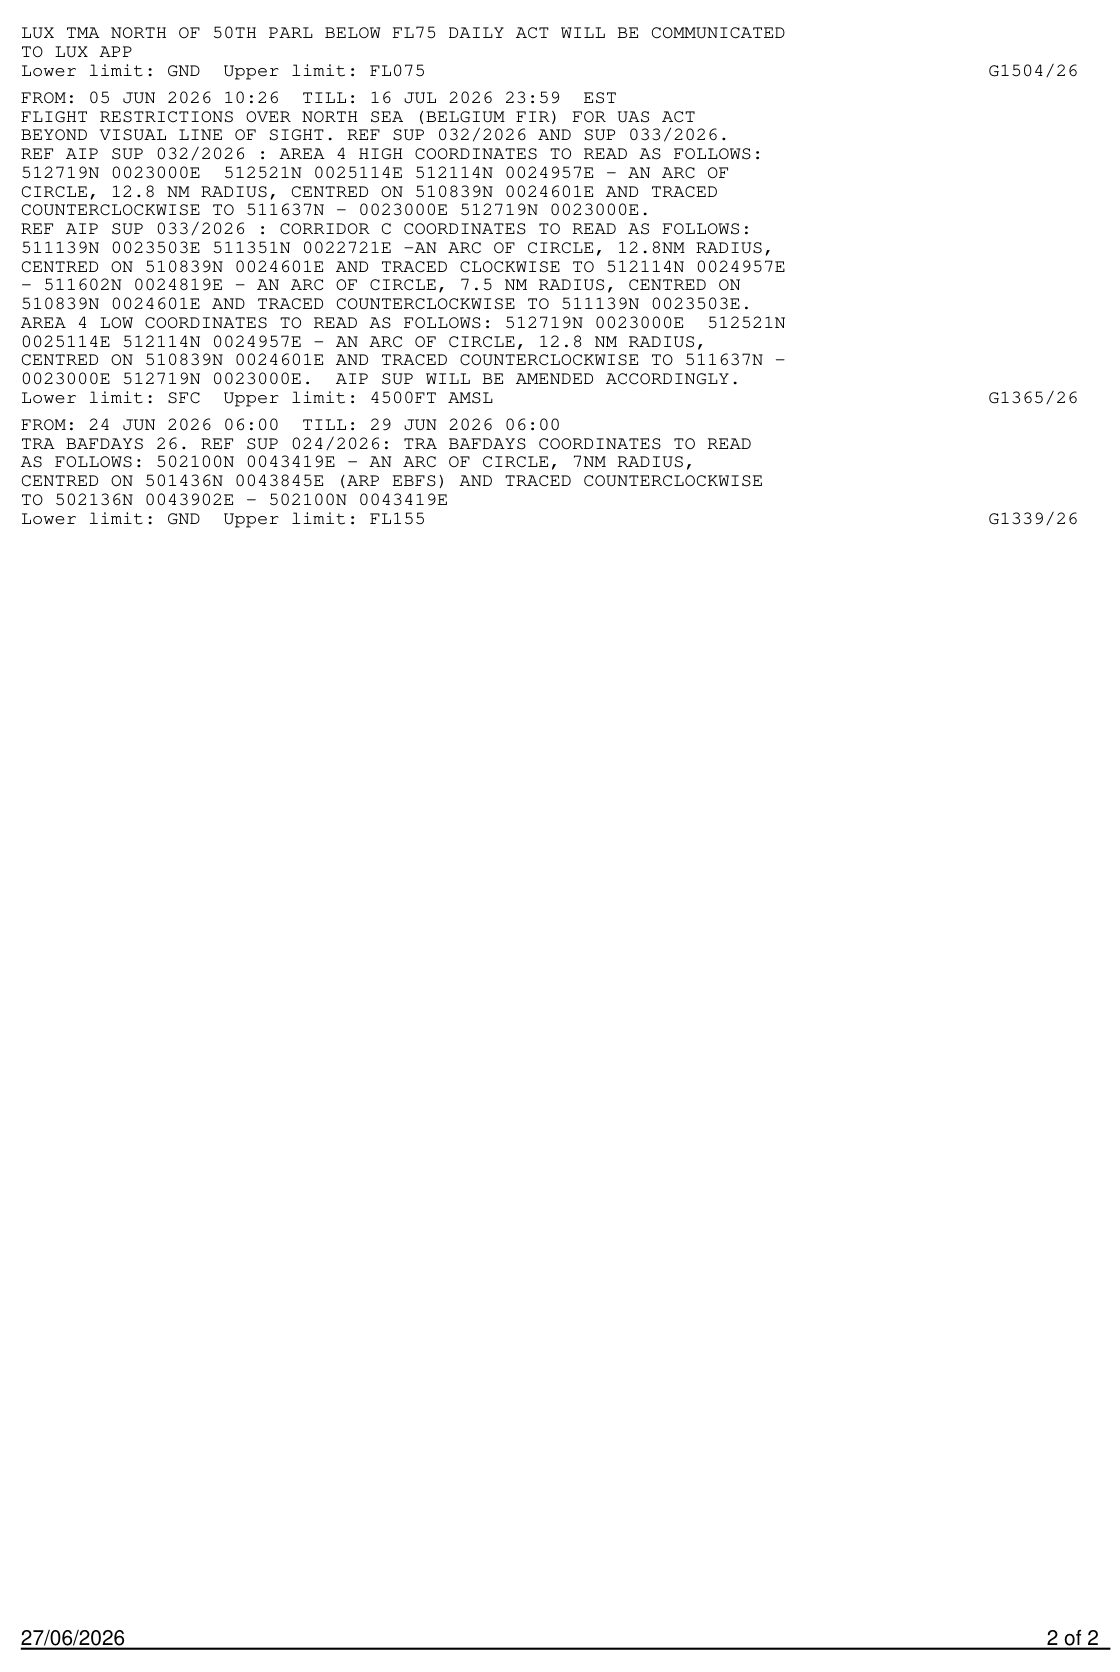 LUX TMA NORTH OF 50TH PARL BELOW FL75 DAILY ACT WILL BE COMMUNICATED
TO LUX APP
Lower limit: GND  Upper limit: FL075 G1504/26
FROM: 05 JUN 2026 10:26  TILL: 16 JUL 2026 23:59  EST
FLIGHT RESTRICTIONS OVER NORTH SEA (BELGIUM FIR) FOR UAS ACT
BEYOND VISUAL LINE OF SIGHT. REF SUP 032/2026 AND SUP 033/2026.
REF AIP SUP 032/2026 : AREA 4 HIGH COORDINATES TO READ AS FOLLOWS:
512719N 0023000E  512521N 0025114E 512114N 0024957E - AN ARC OF
CIRCLE, 12.8 NM RADIUS, CENTRED ON 510839N 0024601E AND TRACED
COUNTERCLOCKWISE TO 511637N - 0023000E 512719N 0023000E.
REF AIP SUP 033/2026 : CORRIDOR C COORDINATES TO READ AS FOLLOWS:
511139N 0023503E 511351N 0022721E -AN ARC OF CIRCLE, 12.8NM RADIUS,
CENTRED ON 510839N 0024601E AND TRACED CLOCKWISE TO 512114N 0024957E
- 511602N 0024819E - AN ARC OF CIRCLE, 7.5 NM RADIUS, CENTRED ON
510839N 0024601E AND TRACED COUNTERCLOCKWISE TO 511139N 0023503E.
AREA 4 LOW COORDINATES TO READ AS FOLLOWS: 512719N 0023000E  512521N
0025114E 512114N 0024957E - AN ARC OF CIRCLE, 12.8 NM RADIUS,
CENTRED ON 510839N 0024601E AND TRACED COUNTERCLOCKWISE TO 511637N -
0023000E 512719N 0023000E.  AIP SUP WILL BE AMENDED ACCORDINGLY.
Lower limit: SFC  Upper limit: 4500FT AMSL G1365/26
FROM: 24 JUN 2026 06:00  TILL: 29 JUN 2026 06:00
TRA BAFDAYS 26. REF SUP 024/2026: TRA BAFDAYS COORDINATES TO READ
AS FOLLOWS: 502100N 0043419E - AN ARC OF CIRCLE, 7NM RADIUS,
CENTRED ON 501436N 0043845E (ARP EBFS) AND TRACED COUNTERCLOCKWISE
TO 502136N 0043902E - 502100N 0043419E
Lower limit: GND  Upper limit: FL155 G1339/26
27/06/2026 2 of 2